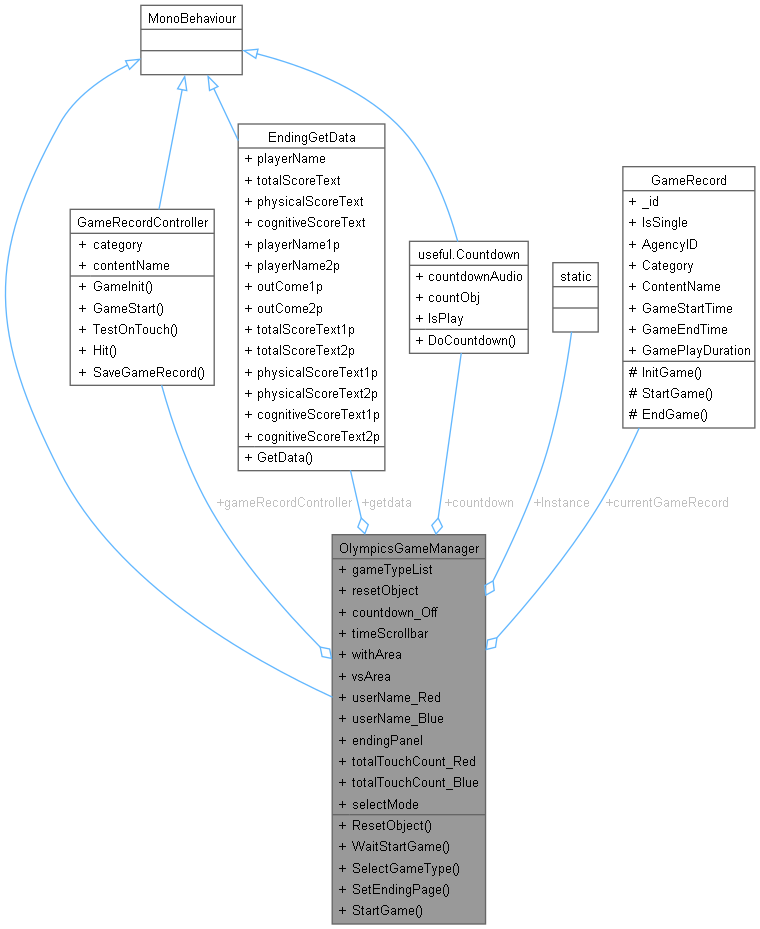 MonoBehaviour
EndingGetData
+ playerName
+ totalScoreText
+ physicalScoreText
+ cognitiveScoreText
+ playerName1p
+ playerName2p
+ outCome1p
+ outCome2p
+ totalScoreText1p
+ totalScoreText2p
+ physicalScoreText1p
+ physicalScoreText2p
+ cognitiveScoreText1p
+ cognitiveScoreText2p
+ GetData()
GameRecordController
+ category
+ contentName
+ GameInit()
+ GameStart()
+ TestOnTouch()
+ Hit()
+ SaveGameRecord()
useful.Countdown
+ countdownAudio
+ countObj
+ IsPlay
+ DoCountdown()
static
GameRecord
+ _id
+ IsSingle
+ AgencyID
+ Category
+ ContentName
+ GameStartTime
+ GameEndTime
+ GamePlayDuration
# InitGame()
# StartGame()
# EndGame()
+gameRecordController
+getdata
+countdown
+Instance
+currentGameRecord
OlympicsGameManager
+ gameTypeList
+ resetObject
+ countdown_Off
+ timeScrollbar
+ withArea
+ vsArea
+ userName_Red
+ userName_Blue
+ endingPanel
+ totalTouchCount_Red
+ totalTouchCount_Blue
+ selectMode
+ ResetObject()
+ WaitStartGame()
+ SelectGameType()
+ SetEndingPage()
+ StartGame()